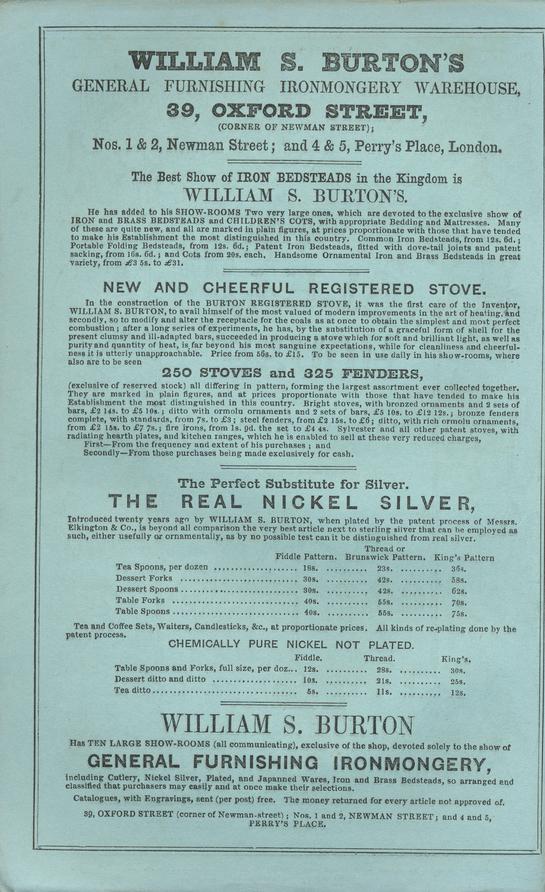 WILLIAM S. BURTON'S
GENERAL FURNISHING IRONMONGERY WAREHOUSE,
39, OXFORD STREET,
(CORNER OF NEWMAN STREET);
Nos. 1 & 2, Newman Street; and 4 & 5, Perry's Place, London.
The Best Show of IRON BEDSTEADS in the Kingdom is
WILLIAM S. BURTON'S.
He has added to his SHOW-ROOMS Two very large ones, which are devoted to the exclusive show of
IRON and BRASS BEDSTEADS and CHILDREN'S COTS, with appropriate Bedding and Mattresses. Many
of these are quite new, and all are marked in plain figures, at prices proportionate with those that have tended
to make his Establishment the most distinguished in this country. Common Iron Bedsteads, from 12s. 6d.;
Portable Folding Bedsteads, from 12s. 6d.; Patent Iron Bedsteads, fitted with dove-tail joints and patent
sacking, from 16s. 6d.; and Cots from 20s. each. Handsome Ornamental Iron and Brass Bedsteads in great
variety, from £3 5s. to £31.
NEW AND CHEERFUL REGISTERED STOVE.
In the construction of the BURTON REGISTERED STOVE, it was the first care of the Inventor,
WILLIAM S. BURTON, to avail himself of the most valued of modern improvements in the art of heating, and
secondly, so to modify and alter the receptacle for the coals as at once to obtain the simplest and most perfect
combustion; after a long series of experiments, he has, by the substitution of a graceful form of shell for the
present clumsy and ill-adapted bars, succeeded in producing a stove which for soft and brilliant light, as well as
purity and quantity of heat, is far beyond his most sanguine expectations, while for cleanliness and cheerful-
ness it is utterly unapproachable. Price from 56s. to £15. To be seen in use daily in his show-rooms, where
also are to be seen
250 STOVES and 325 FENDERS,
(exclusive of reserved stock) all differing in pattern, forming the largest assortment ever collected together.
They are marked in plain figures, and at prices proportionate with those that have tended to make his
Establishment the most distinguished in this country. Bright stoves, with bronzed ornaments and 2 sets of
bars, £2 14s. to £5 10s.; ditto with ormolu ornaments and 2 sets of bars, £5 10s. to £12 12s.; bronze fenders
complete, with standards, from 7s. to £3; steel fenders, from £2 15s. to £6; ditto, with rich ormolu ornaments,
from £2 15s. to £7 7s.; fire irons, from 1s. 9d. the set to £4 4s. Sylvester and all other patent stoves, with
radiating hearth plates, and kitchen ranges, which he is enabled to sell at these very reduced charges,
First—From the frequency and extent of his purchases; and
Secondly—From those purchases being made exclusively for cash.
The Perfect Substitute for Silver.
THE REAL NICKEL SILVER,
Introduced twenty years ago by WILLIAM S. BURTON, when plated by the patent process of Messrs.
Elkington & Co., is beyond all comparison the very best article next to sterling silver that can be employed as
such, either usefully or ornamentally, as by no possible test can it be distinguished from real silver.
Thread or
Fiddle Pattern. Brunswick Pattern. King's Pattern
Tea Spoons, per dozen .................... 18s. .......... 23s. .......... 36s.
Dessert Forks .................... 30s. .......... 42s. .......... 58s.
Dessert Spoons .................... 30s. .......... 42s. .......... 62s.
Table Forks .................... 40s. .......... 55s. .......... 70s.
Table Spoons .................... 40s. .......... 55s. .......... 75s.
Tea and Coffee Sets, Waiters, Candlesticks, &c., at proportionate prices. All kinds of re-plating done by the
patent process.
CHEMICALLY PURE NICKEL NOT PLATED.
Fiddle. Thread. King's.
Table Spoons and Forks, full size, per doz... 12s. .......... 28s. .......... 30s.
Dessert ditto and ditto .................... 10s. .......... 21s. .......... 25s.
Tea ditto .................... 5s. .......... 11s. .......... 12s.
WILLIAM S. BURTON
Has TEN LARGE SHOW-ROOMS (all communicating), exclusive of the shop, devoted solely to the show of
GENERAL FURNISHING IRONMONGERY,
including Cutlery, Nickel Silver, Plated, and Japanned Wares, Iron and Brass Bedsteads, so arranged and
classified that purchasers may easily and at once make their selections.
Catalogues, with Engravings, sent (per post) free. The money returned for every article not approved of.
39, OXFORD STREET (corner of Newman-street); Nos. 1 and 2, NEWMAN STREET; and 4 and 5,
PERRY'S PLACE.